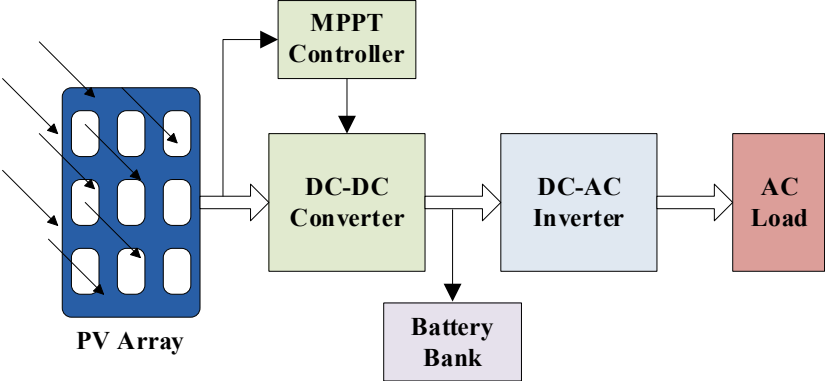 MPPT
Controller
DC-DC
Converter
DC-AC
Inverter
AC
Load
PV Array
Battery
Bank